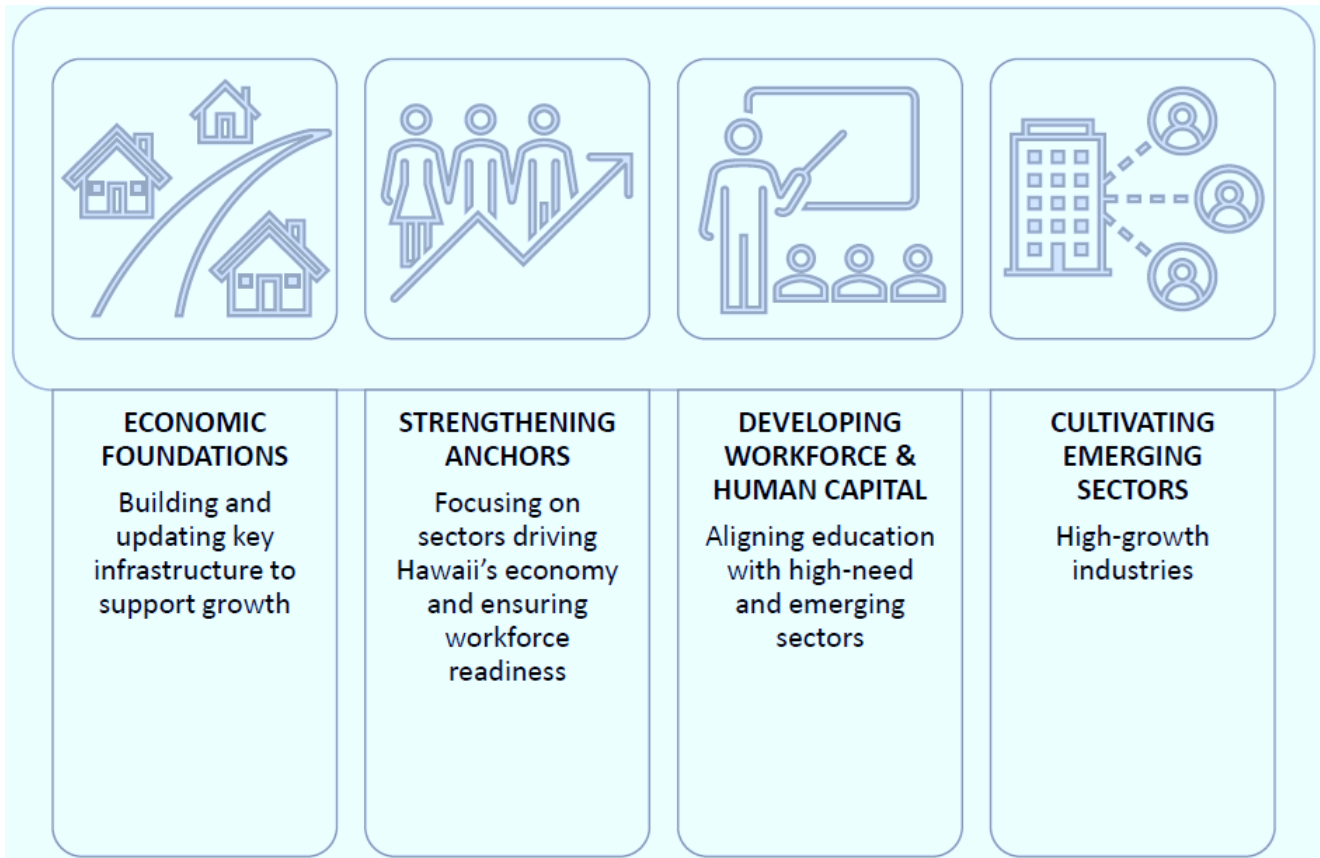 ECONOMIC
FOUNDATIONS
Building and
updating key
infrastructure to
support growth
STRENGTHENING
ANCHORS
Focusing on
sectors driving
Hawaii’s economy
and ensuring
workforce
readiness
DEVELOPING
WORKFORCE &
HUMAN CAPITAL
Aligning education
with high-need
and emerging
sectors
CULTIVATING
EMERGING
SECTORS
High-growth
industries